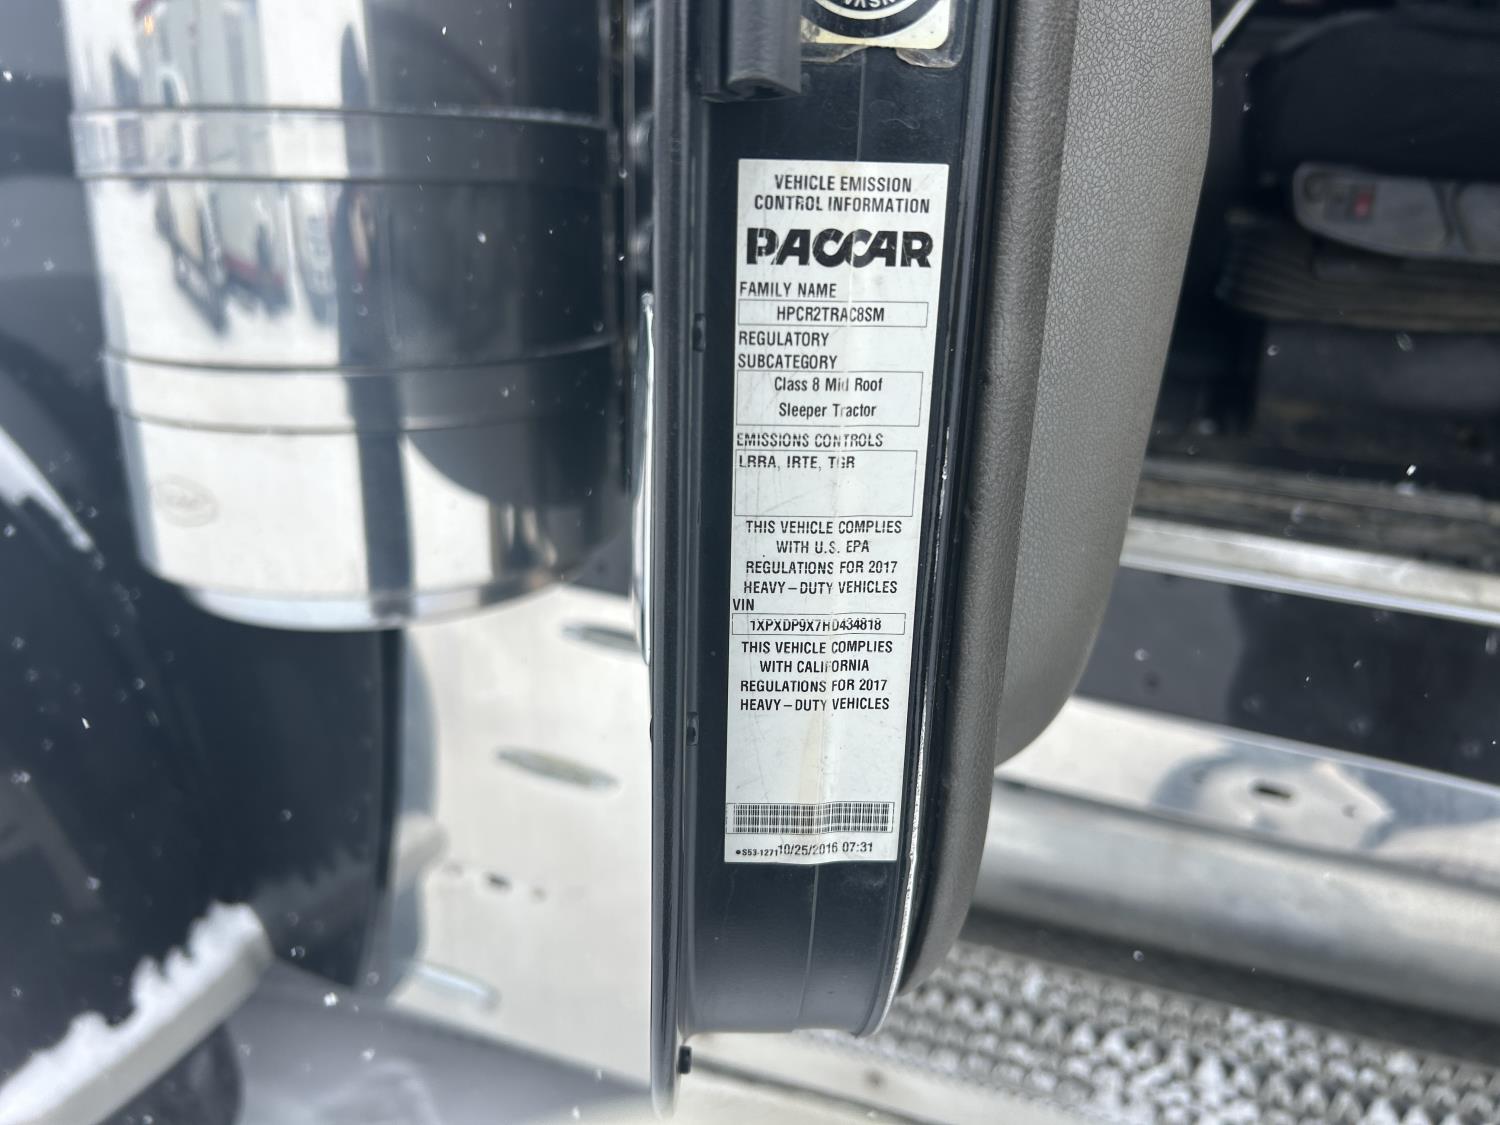 VEHICLE EMISSION
CONTROL INFORMATION
PACCAR
FAMILY NAME
HPCR2TRAC8SM
REGULATORY
SUBCATEGORY
Class 8 Mid Roof
Sleeper Tractor
EMISSIONS CONTROLS
LRRA, IRTE, TGR
THIS VEHICLE COMPLIES
WITH U.S. EPA
REGULATIONS FOR 2017
HEAVY-DUTY VEHICLES
VIN
1XPXDP9X7HD434818
THIS VEHICLE COMPLIES
WITH CALIFORNIA
REGULATIONS FOR 2017
HEAVY-DUTY VEHICLES
S53-1271 10/25/2016 07:31